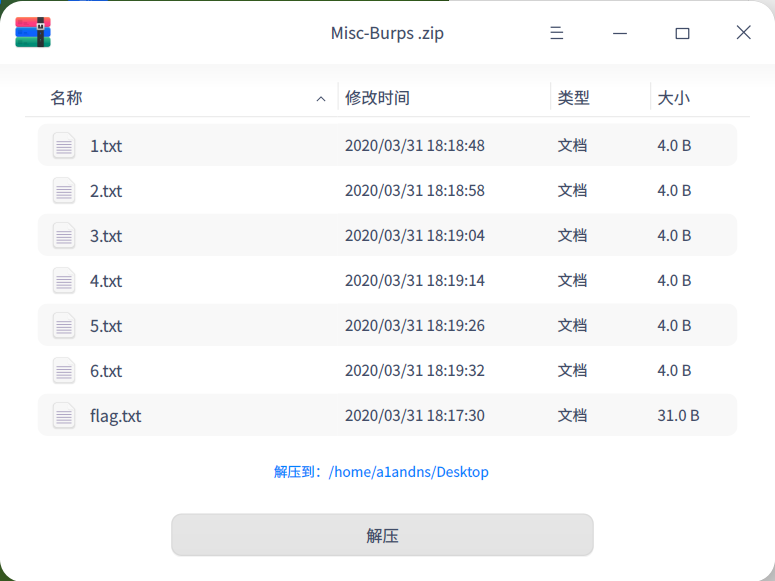 Misc-Burps .zip
名称 修改时间 类型 大小
1.txt 2020/03/31 18:18:48 文档 4.0 B
2.txt 2020/03/31 18:18:58 文档 4.0 B
3.txt 2020/03/31 18:19:04 文档 4.0 B
4.txt 2020/03/31 18:19:14 文档 4.0 B
5.txt 2020/03/31 18:19:26 文档 4.0 B
6.txt 2020/03/31 18:19:32 文档 4.0 B
flag.txt 2020/03/31 18:17:30 文档 31.0 B
解压到：/home/a1andns/Desktop
解压